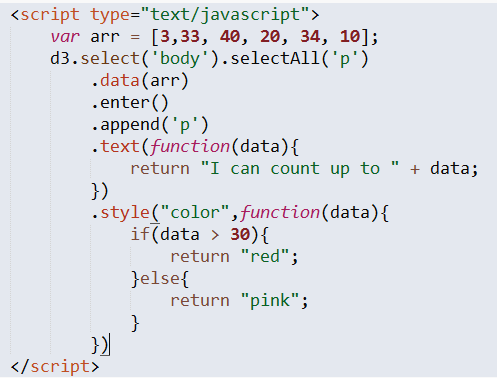 <script type="text/javascript">
    var arr = [3,33, 40, 20, 34, 10];
    d3.select('body').selectAll('p')
        .data(arr)
        .enter()
        .append('p')
        .text(function(data){
            return "I can count up to " + data;
        })
        .style("color",function(data){
            if(data > 30){
                return "red";
            }else{
                return "pink";
            }
        })
</script>